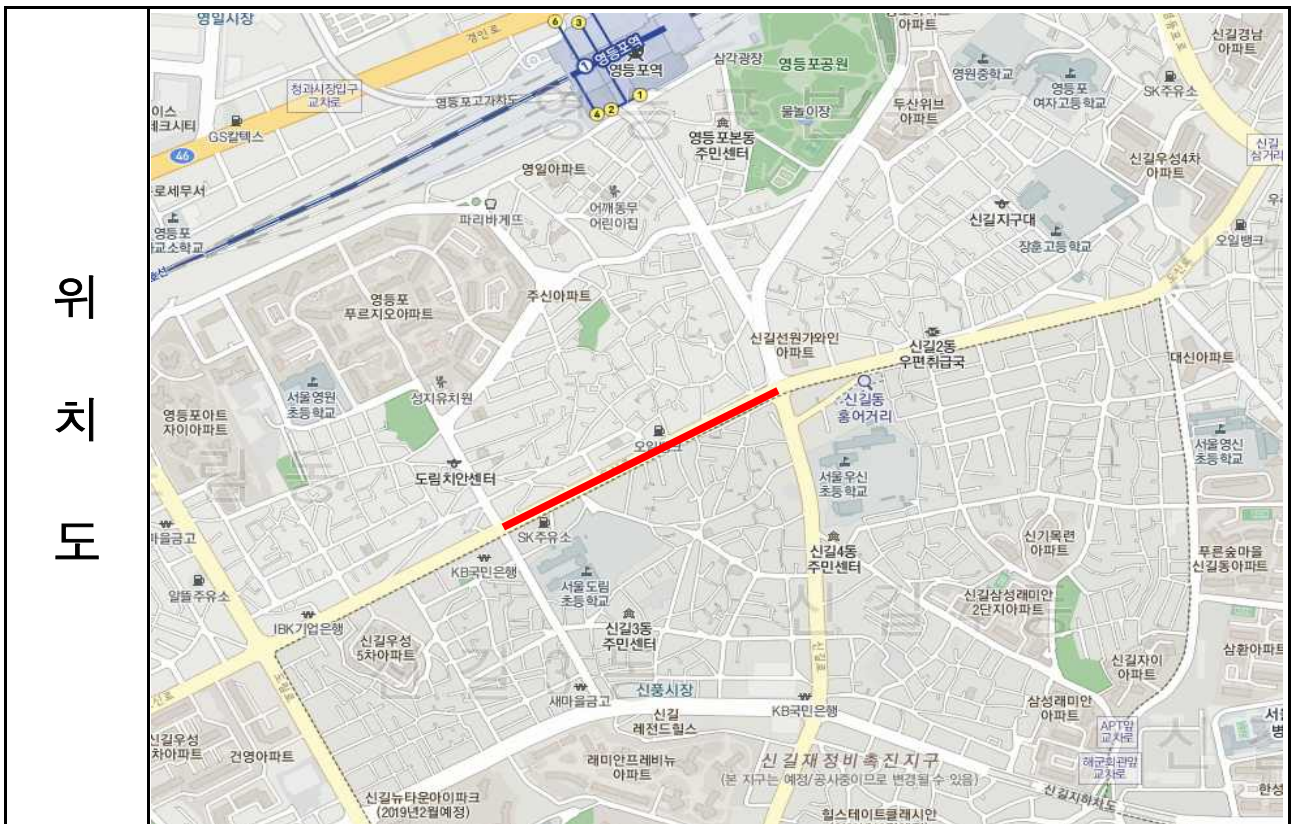 위
치
도
영일시장
6
3
경인로
1
영등포역
영등포역
삼각광장
영등포공원
아파트
영원중학교
영등포
여자고등학교
신길경남
아파트
SK주유소
청과시장입구
교차로
영등포고가차도
4
2
1
물놀이장
두산위브
아파트
GS칼텍스
46
영등포본동
주민센터
신길우성4차
아파트
신길
삼거리
영일아파트
어깨동무
어린이집
파리바게뜨
신길지구대
장훈고등학교
오일뱅크
영등포
영등포
푸르지오아파트
주신아파트
신길선원가와인
아파트
신길2동
우편취급국
대신아파트
서울영원
초등학교
성지유치원
신길동
홍어거리
영등포아트
자이아파트
오일뱅크
도림치안센터
서울우신
초등학교
서울영신
초등학교
SK주유소
KB국민은행
신길4동
주민센터
신기목련
아파트
푸른숲마을
신길동아파트
알뜰주유소
서울도림
초등학교
신길삼성래미안
2단지아파트
IBK기업은행
신길3동
주민센터
신길우성
5차아파트
신길로
신길자이
아파트
삼환아파트
도림로
새마을금고
신풍시장
KB국민은행
삼성래미안
아파트
신길
레전드힐스
APT앞
교차로
신길우성
건영아파트
래미안프레비뉴
아파트
신길재정비촉진지구
(본 지구는 예정/공사중이므로 변경될 수 있음)
해군회관앞
교차로
신길지하차도
신길뉴타운아이파크
(2019년2월예정)
힐스테이트클래시안